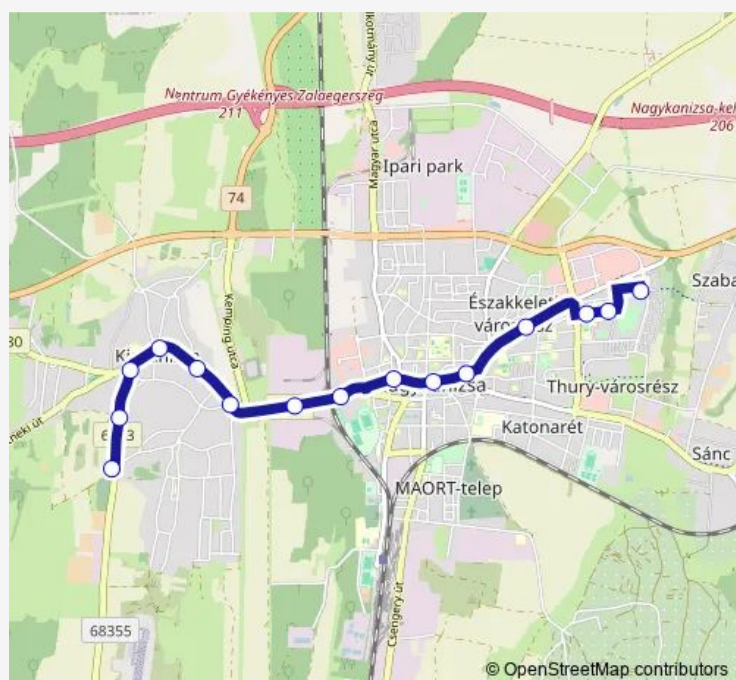 Nentrum Gyékényes Zalaegerszeg
211
Nagykanizsa-kel
206
Magyar utca
Ipari park
74
Kemping utca
Északkelet
városrész
Szaba
30
Thury-városrész
Katonarét
Sánc
MAORT-telep
Csengery út
68355
© OpenStreetMap contributors